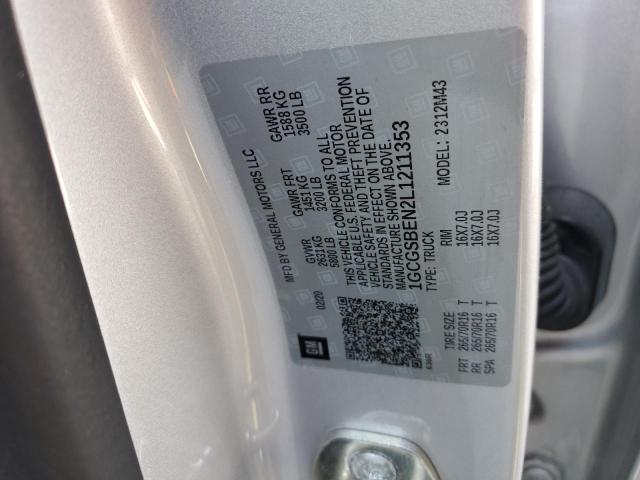 MFD BY GENERAL MOTORS LLC
02/20 GVWR GAWR FRT GAWR RR
2631 KG 1451 KG 1588 KG
5800 LB 3200 LB 3500 LB
THIS VEHICLE CONFORMS TO ALL
APPLICABLE U.S. FEDERAL MOTOR
VEHICLE SAFETY AND THEFT PREVENTION
STANDARDS IN EFFECT ON THE DATE OF
MANUFACTURE SHOWN ABOVE.
1GCGSBEN2L1211353
TYPE: TRUCK MODEL: 2312M43
GM
TIRE SIZE RIM
FRT 265/70R16 T 16X7.0J
RR 265/70R16 T 16X7.0J
SPA 265/70R16 T 16X7.0J